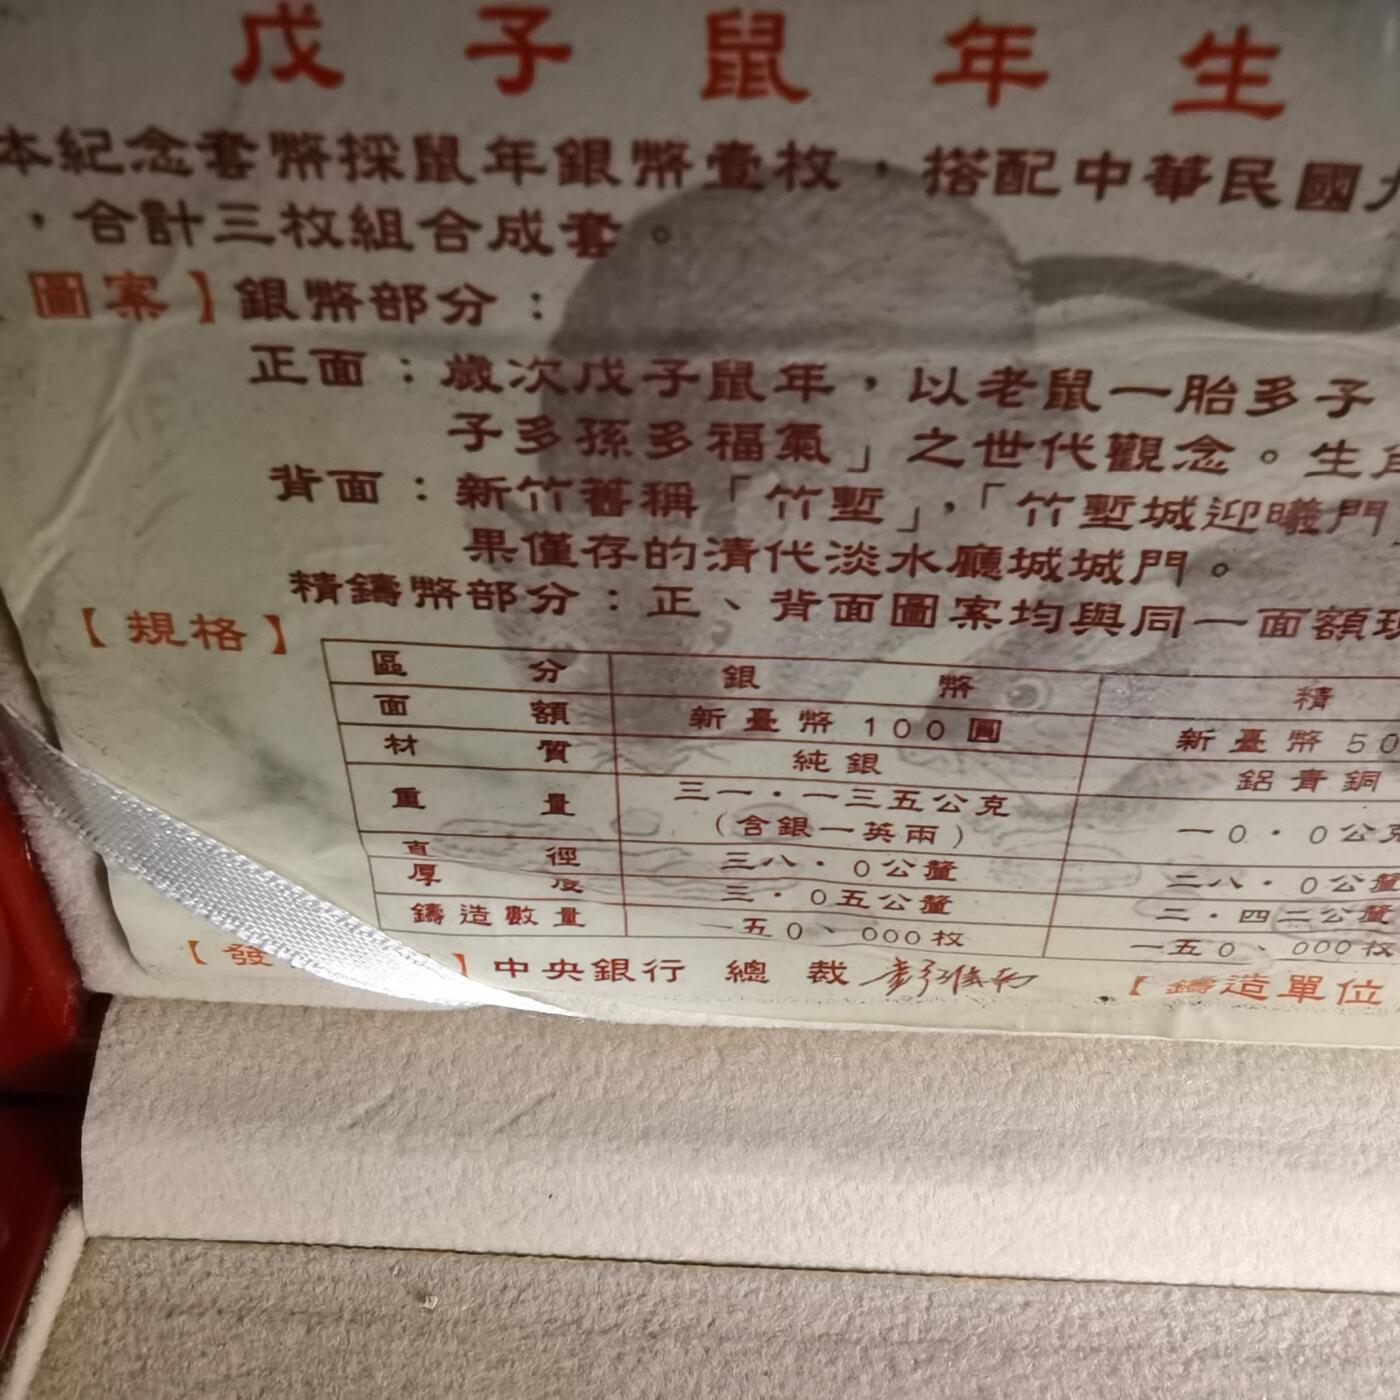 戊子鼠年生
本紀念套幣採鼠年銀幣壹枚，搭配中華民國
，合計三枚組合成套。
圖案】銀幣部分：
正面：歲次戊子鼠年，以老鼠一胎多子
子多孫多福氣」之世代觀念。生
背面：新竹舊稱「竹塹」，「竹塹城迎曦門
果僅存的清代淡水廳城城門。
精鑄幣部分：正、背面圖案均與同一面額現
【規格】
區分 銀幣 精
面額 新臺幣100圓 新臺幣50
材質 純銀 鋁青銅
重量 三一·一三五公克（含銀一英兩） 一0·0公克
直徑 三八·0公釐 二八·0公釐
厚度 三·0五公釐 二·四二公釐
鑄造數量 一五0、000枚 一五0、000枚
【發 】中央銀行 總裁 彭淮南 【鑄造單位